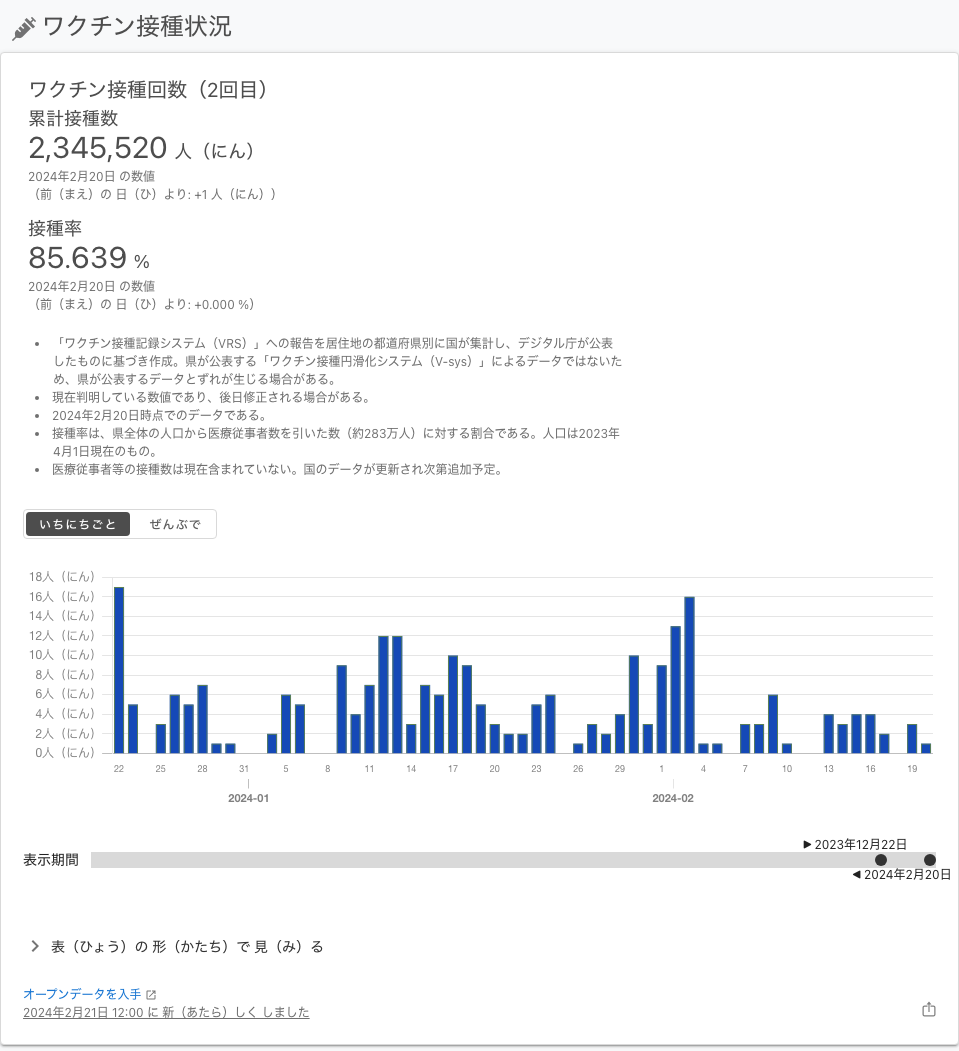 ワクチン接種状況
ワクチン接種回数（2回目）
累計接種数
2,345,520 人（にん）
2024年2月20日 の数値
（前（まえ）の 日（ひ）より: +1 人（にん））
接種率
85.639 %
2024年2月20日 の数値
（前（まえ）の 日（ひ）より: +0.000 %）
• 「ワクチン接種記録システム（VRS）」への報告を居住地の都道府県別に国が集計し、デジタル庁が公表
したものに基づき作成。県が公表する「ワクチン接種円滑化システム（V-sys）」によるデータではないた
め、県が公表するデータとずれが生じる場合がある。
• 現在判明している数値であり、後日修正される場合がある。
• 2024年2月20日時点でのデータである。
• 接種率は、県全体の人口から医療従事者数を引いた数（約283万人）に対する割合である。人口は2023年
4月1日現在のもの。
• 医療従事者等の接種数は現在含まれていない。国のデータが更新され次第追加予定。
いちにちごと ぜんぶで
18人（にん）
16人（にん）
14人（にん）
12人（にん）
10人（にん）
8人（にん）
6人（にん）
4人（にん）
2人（にん）
0人（にん）
22 25 28 31 5 8 11 14 17 20 23 26 29 1 4 7 10 13 16 19
2024-01 2024-02
▶ 2023年12月22日
表示期間
◀ 2024年2月20日
表（ひょう）の 形（かたち）で 見（み）る
オープンデータを入手
2024年2月21日 12:00 に 新（あたら）しく しました